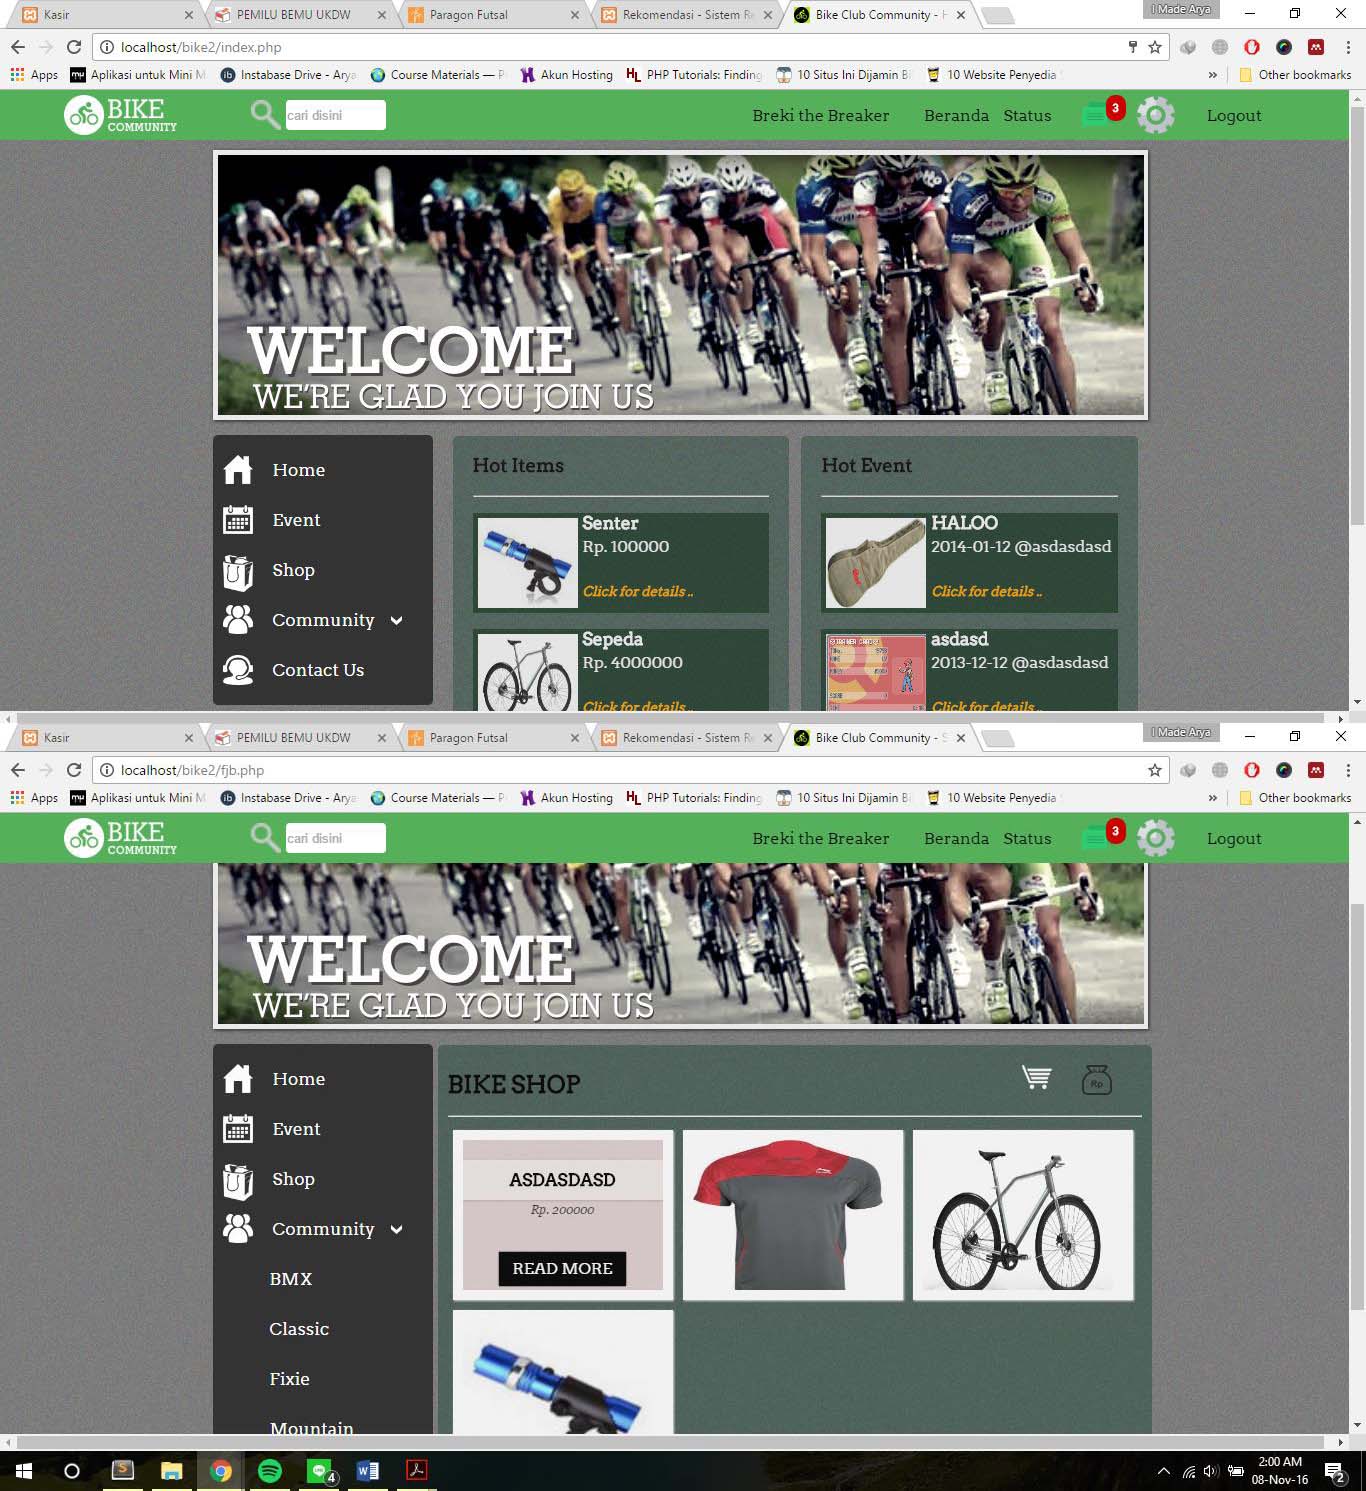 Kasir
PEMILU BEMU UKDW
Paragon Futsal
Rekomendasi - Sistem Re
Bike Club Community - H
I Made Arya
localhost/bike2/index.php
Apps
Aplikasi untuk Mini M
Instabase Drive - Arya
Course Materials — P
Akun Hosting
PHP Tutorials: Finding
10 Situs Ini Dijamin Bi
10 Website Penyedia
»
Other bookmarks
BIKE
COMMUNITY
cari disini
Breki the Breaker
Beranda
Status
3
Logout
WELCOME
WE'RE GLAD YOU JOIN US
Home
Event
Shop
Community
Contact Us
Hot Items
Senter
Rp. 100000
Click for details ..
Sepeda
Rp. 4000000
Click for details ..
Hot Event
HALOO
2014-01-12 @asdasdasd
Click for details ..
asdasd
2013-12-12 @asdasdasd
Click for details ..
Kasir
PEMILU BEMU UKDW
Paragon Futsal
Rekomendasi - Sistem Re
Bike Club Community - S
I Made Arya
localhost/bike2/fjb.php
Apps
Aplikasi untuk Mini M
Instabase Drive - Arya
Course Materials — P
Akun Hosting
PHP Tutorials: Finding
10 Situs Ini Dijamin Bi
10 Website Penyedia
»
Other bookmarks
BIKE
COMMUNITY
cari disini
Breki the Breaker
Beranda
Status
3
Logout
WELCOME
WE'RE GLAD YOU JOIN US
Home
Event
Shop
Community
BMX
Classic
Fixie
Mountain
BIKE SHOP
Rp
ASDASDASD
Rp. 200000
READ MORE
4
2:00 AM
08-Nov-16
2